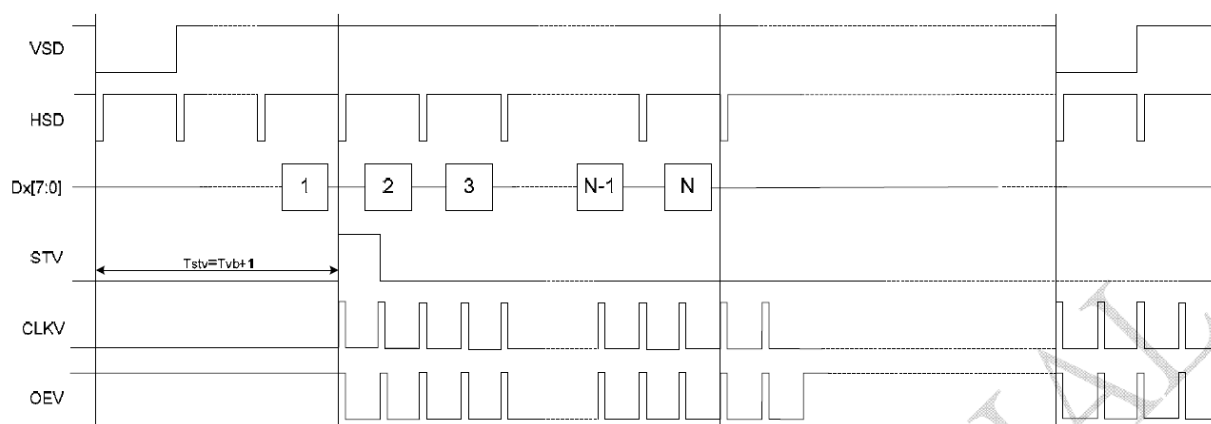 VSD
HSD
Dx[7:0]
1
2
3
N-1
N
STV
Tstv=Tvb+1
CLKV
OEV